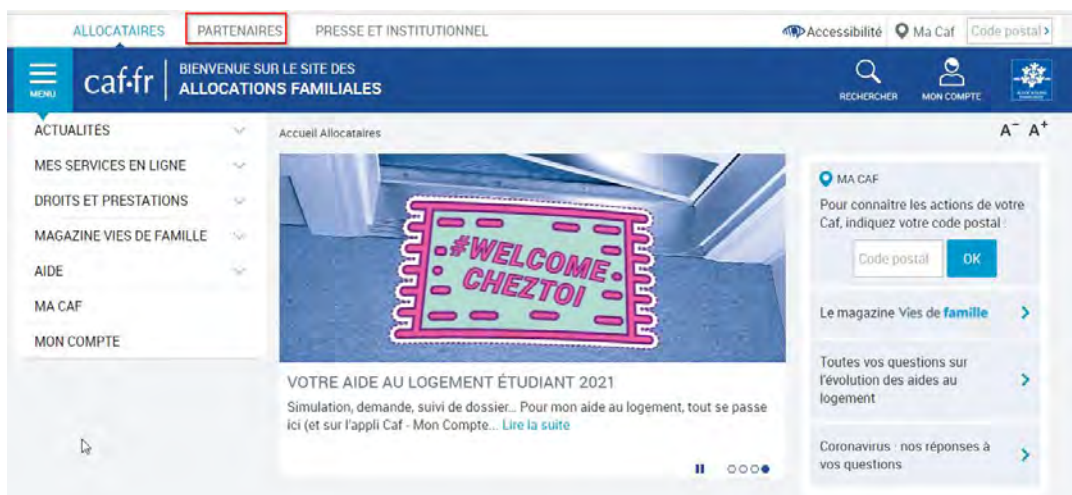 ALLOCATAIRES PARTENAIRES PRESSE ET INSTITUTIONNEL Accessibilité Ma Caf Code postal
MENU caf.fr BIENVENUE SUR LE SITE DES
ALLOCATIONS FAMILIALES
RECHERCHER MON COMPTE
ACTUALITÉS
MES SERVICES EN LIGNE
DROITS ET PRESTATIONS
MAGAZINE VIES DE FAMILLE
AIDE
MA CAF
MON COMPTE
Accueil Allocataires
A- A+
#WELCOME
CHEZTOI
VOTRE AIDE AU LOGEMENT ÉTUDIANT 2021
Simulation, demande, suivi de dossier... Pour mon aide au logement, tout se passe
ici (et sur l'appli Caf - Mon Compte... Lire la suite
MA CAF
Pour connaître les actions de votre
Caf, indiquez votre code postal :
Code postal OK
Le magazine Vies de famille
Toutes vos questions sur
l'évolution des aides au
logement
Coronavirus : nos réponses à
vos questions